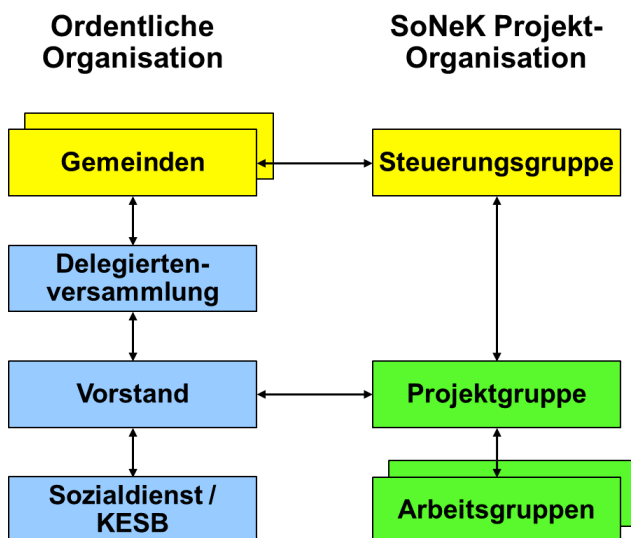 Ordentliche
Organisation
SoNeK Projekt-
Organisation
Gemeinden
Steuerungsgruppe
Delegierten-
versammlung
Vorstand
Projektgruppe
Sozialdienst /
KESB
Arbeitsgruppen